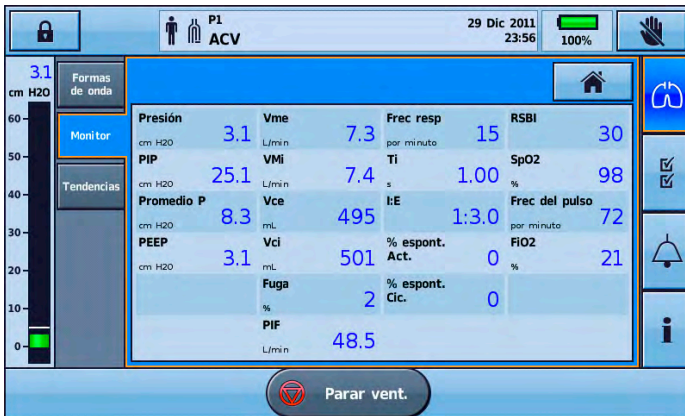 P1
ACV
29 Dic 2011
23:56
100%
3.1
cm H2O
60
50
40
30
20
10
0
Formas
de onda
Monitor
Tendencias
Presión
cm H20
3.1
Vme
L/min
7.3
Frec resp
por minuto
15
RSBI
30
PIP
cm H20
25.1
VMi
L/min
7.4
Ti
s
1.00
SpO2
%
98
Promedio P
cm H20
8.3
Vce
mL
495
I:E
1:3.0
Frec del pulso
por minuto
72
PEEP
cm H20
3.1
Vci
mL
501
% espont.
Act.
0
FiO2
%
21
Fuga
%
2
% espont.
Cic.
0
PIF
L/min
48.5
Parar vent.